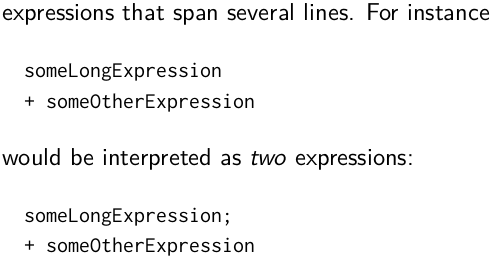 expressions that span several lines. For instance
someLongExpression
+ someOtherExpression
would be interpreted as two expressions:
someLongExpression;
+ someOtherExpression